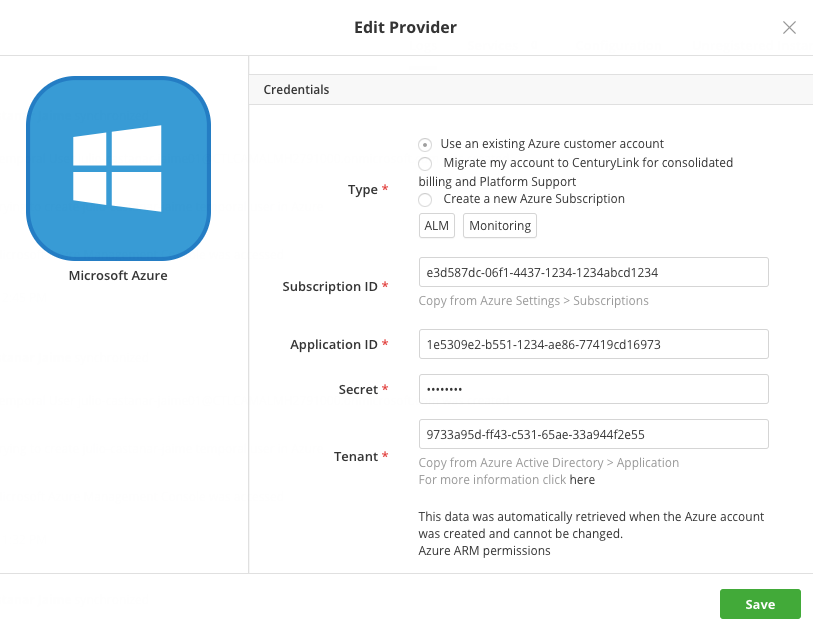 Edit Provider
Credentials
Microsoft Azure
Type *
Use an existing Azure customer account
Migrate my account to CenturyLink for consolidated
billing and Platform Support
Create a new Azure Subscription
ALM Monitoring
Subscription ID *
e3d587dc-06f1-4437-1234-1234abcd1234
Copy from Azure Settings > Subscriptions
Application ID *
1e5309e2-b551-1234-ae86-77419cd16973
Secret *
••••••••
Tenant *
9733a95d-ff43-c531-65ae-33a944f2e55
Copy from Azure Active Directory > Application
For more information click here
This data was automatically retrieved when the Azure account
was created and cannot be changed.
Azure ARM permissions
Save